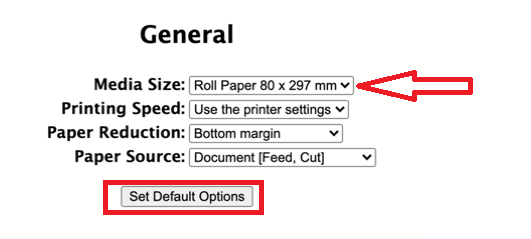 General
Media Size: Roll Paper 80 x 297 mm
Printing Speed: Use the printer settings
Paper Reduction: Bottom margin
Paper Source: Document [Feed, Cut]
Set Default Options